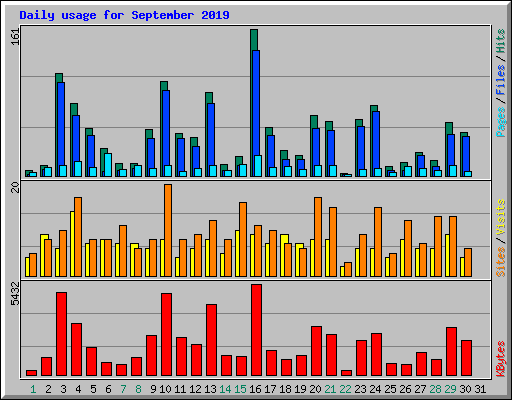 Daily usage for September 2019
161
Pages / Files / Hits
20
Sites / Visits
5432
KBytes
1 2 3 4 5 6 7 8 9 10 11 12 13 14 15 16 17 18 19 20 21 22 23 24 25 26 27 28 29 30 31